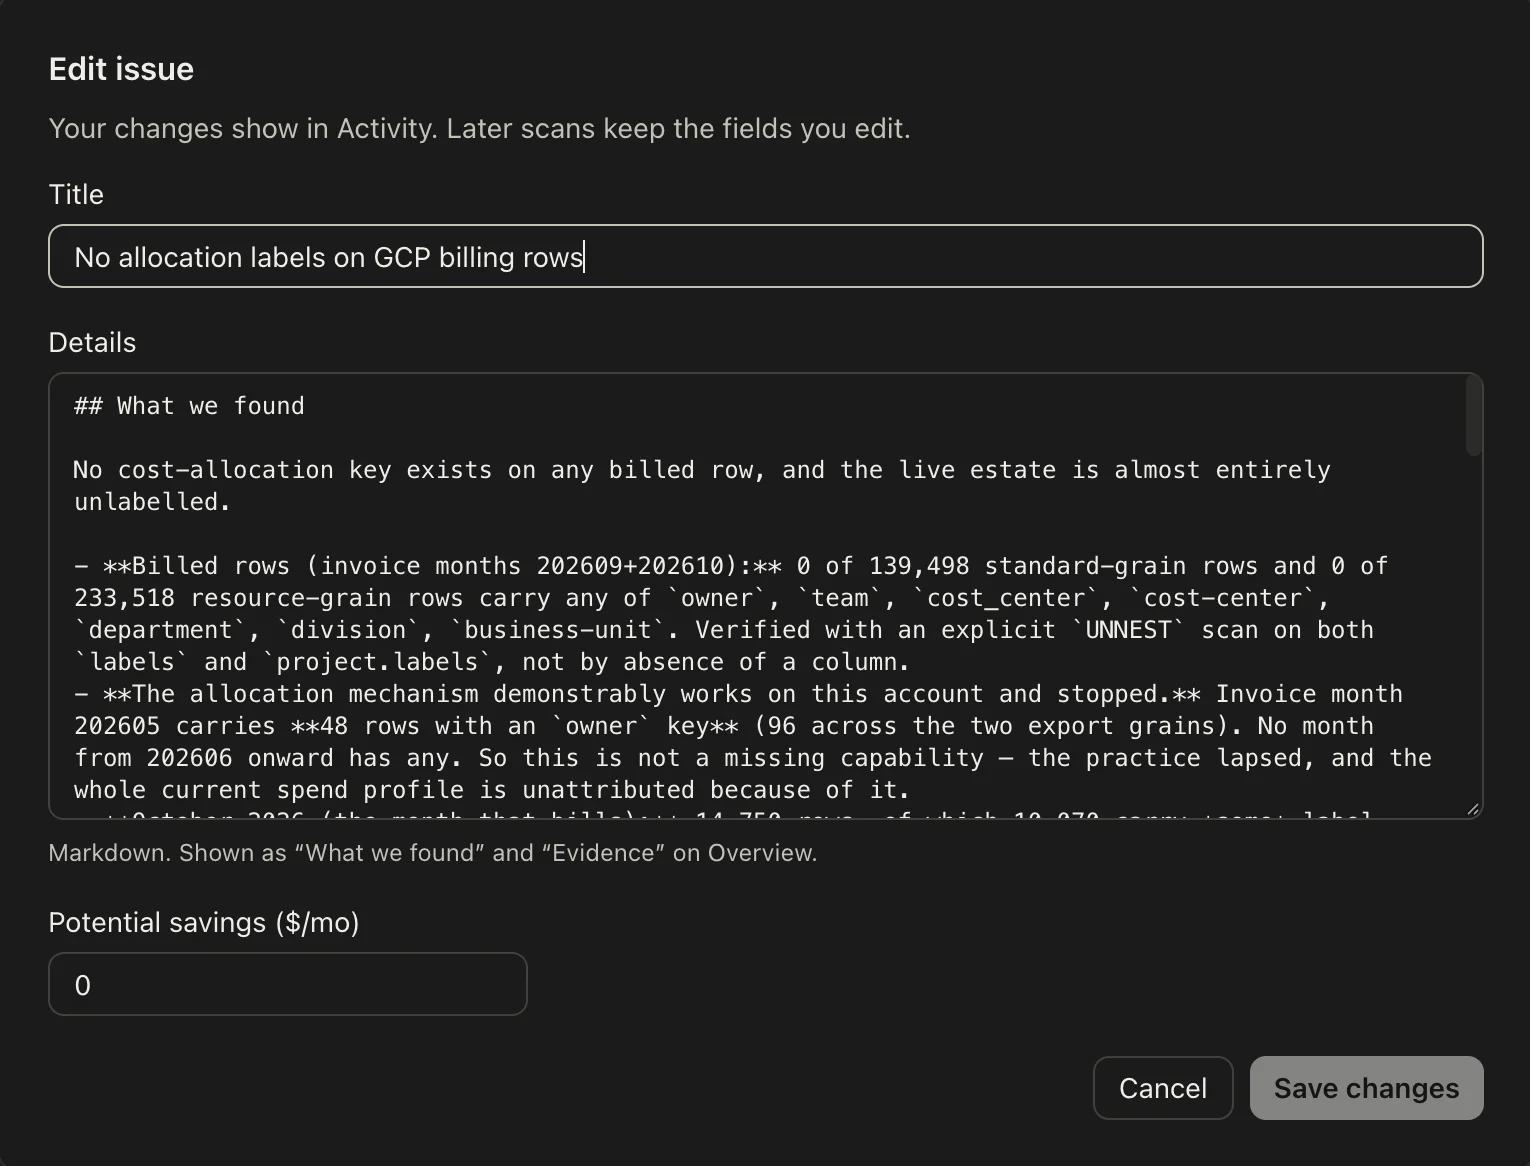 Edit issue
Your changes show in Activity. Later scans keep the fields you edit.
Title
No allocation labels on GCP billing rows
Details
## What we found
No cost-allocation key exists on any billed row, and the live estate is almost entirely
unlabelled.
- **Billed rows (invoice months 202609+202610):** 0 of 139,498 standard-grain rows and 0 of
233,518 resource-grain rows carry any of `owner`, `team`, `cost_center`, `cost-center`,
`department`, `division`, `business-unit`. Verified with an explicit `UNNEST` scan on both
`labels` and `project.labels`, not by absence of a column.
- **The allocation mechanism demonstrably works on this account and stopped.** Invoice month
202605 carries **48 rows with an `owner` key** (96 across the two export grains). No month
from 202606 onward has any. So this is not a missing capability — the practice lapsed, and the
whole current spend profile is unattributed because of it.
Markdown. Shown as “What we found” and “Evidence” on Overview.
Potential savings ($/mo)
0
Cancel
Save changes